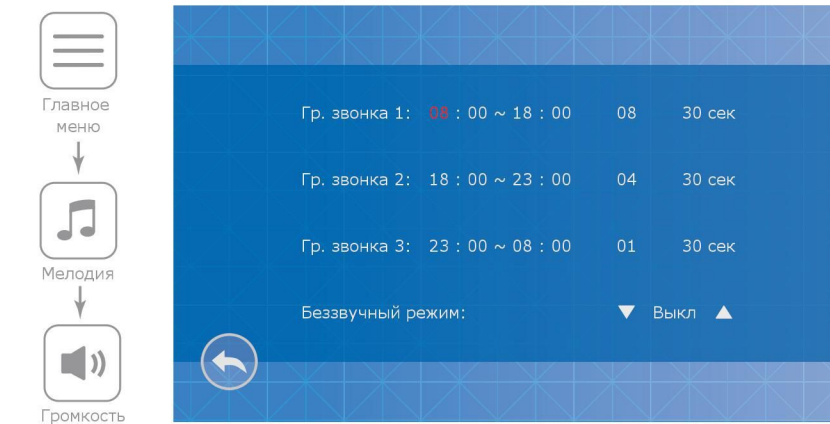 Главное
меню
Мелодия
Громкость
Гр. звонка 1: 08 : 00 ~ 18 : 00 08 30 сек
Гр. звонка 2: 18 : 00 ~ 23 : 00 04 30 сек
Гр. звонка 3: 23 : 00 ~ 08 : 00 01 30 сек
Беззвучный режим: ▼ Выкл ▲